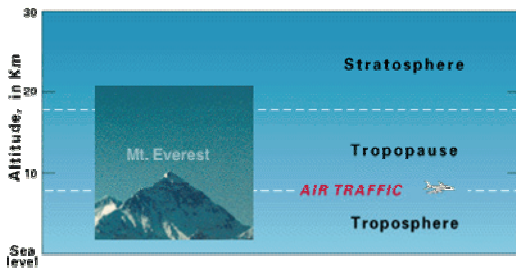 30
Stratosphere
20
Mt. Everest
Tropopause
10
AIR TRAFFIC
Troposphere
Sea
level
Altitude, in Km